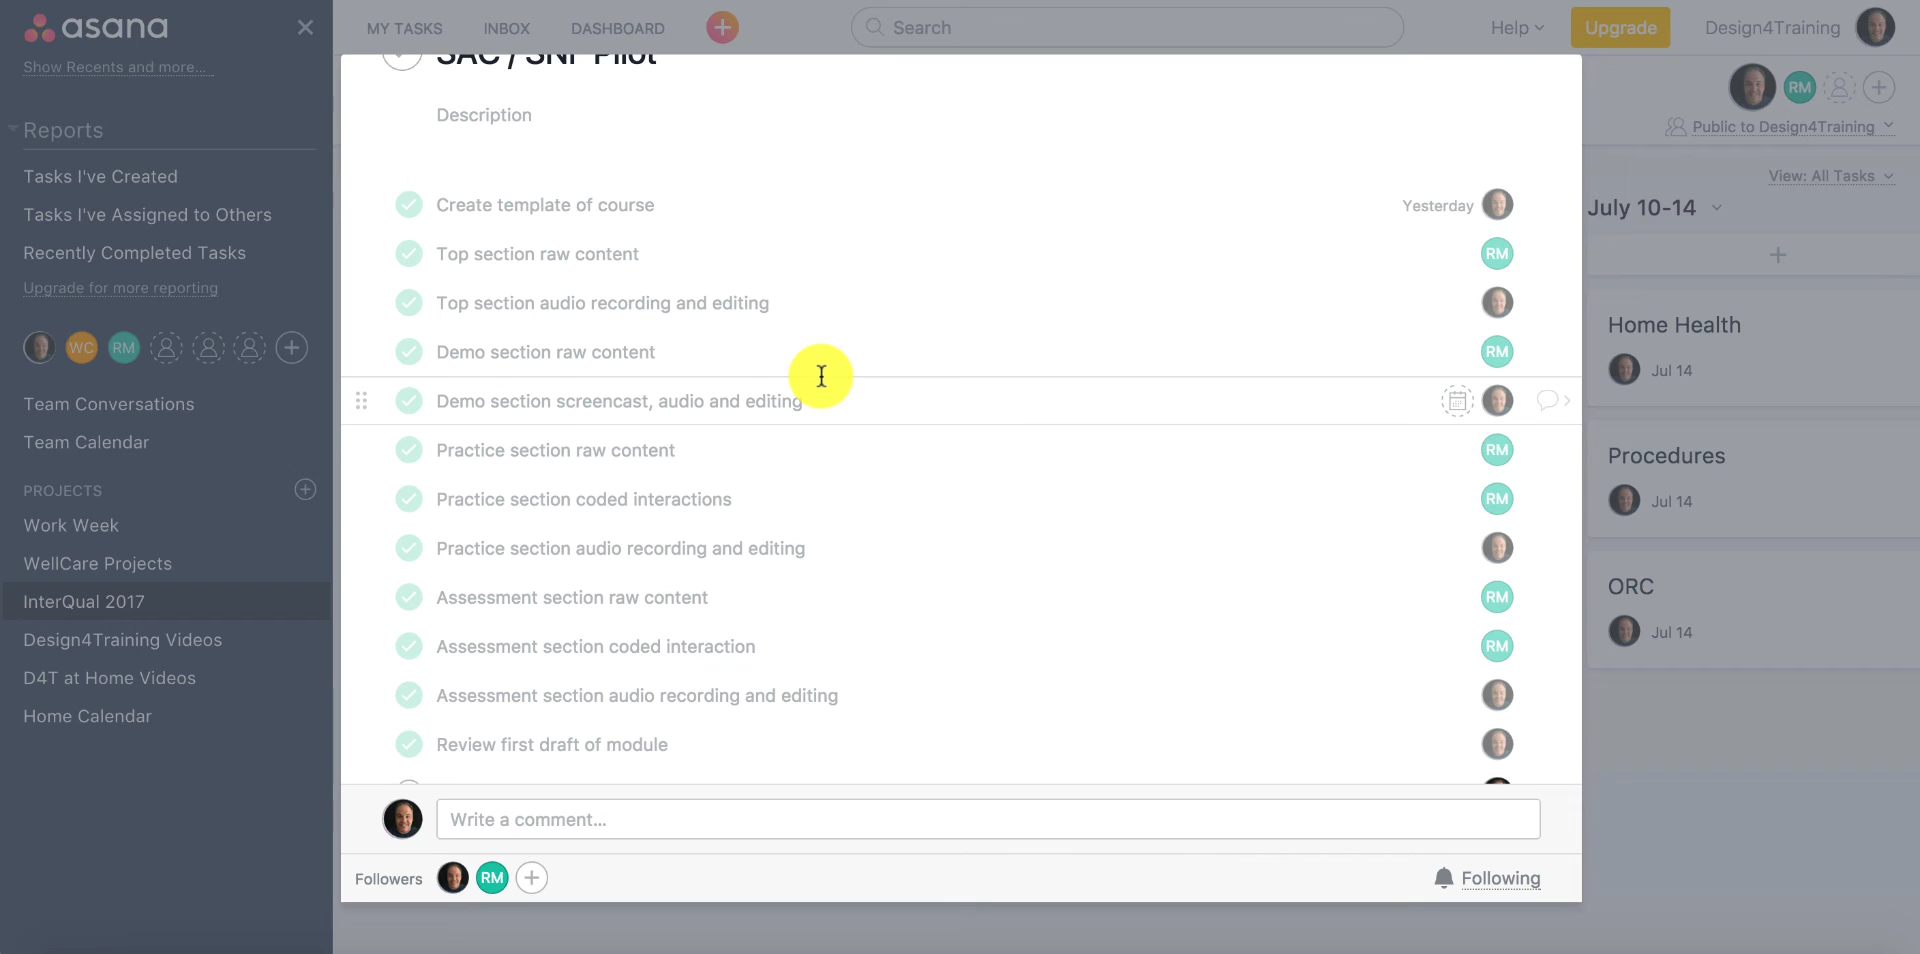 asana
MY TASKS
INBOX
DASHBOARD
Search
Help
Upgrade
Design4Training
Show Recents and more...
Reports
Tasks I've Created
Tasks I've Assigned to Others
Recently Completed Tasks
Upgrade for more reporting
WC
RM
Team Conversations
Team Calendar
PROJECTS
Work Week
WellCare Projects
InterQual 2017
Design4Training Videos
D4T at Home Videos
Home Calendar
SAC / SNF Pilot
Description
Create template of course
Yesterday
Top section raw content
RM
Top section audio recording and editing
Demo section raw content
RM
Demo section screencast, audio and editing
Practice section raw content
RM
Practice section coded interactions
RM
Practice section audio recording and editing
Assessment section raw content
RM
Assessment section coded interaction
RM
Assessment section audio recording and editing
Review first draft of module
Write a comment...
Followers
RM
Following
RM
Public to Design4Training
View: All Tasks
July 10-14
Home Health
Jul 14
Procedures
Jul 14
ORC
Jul 14